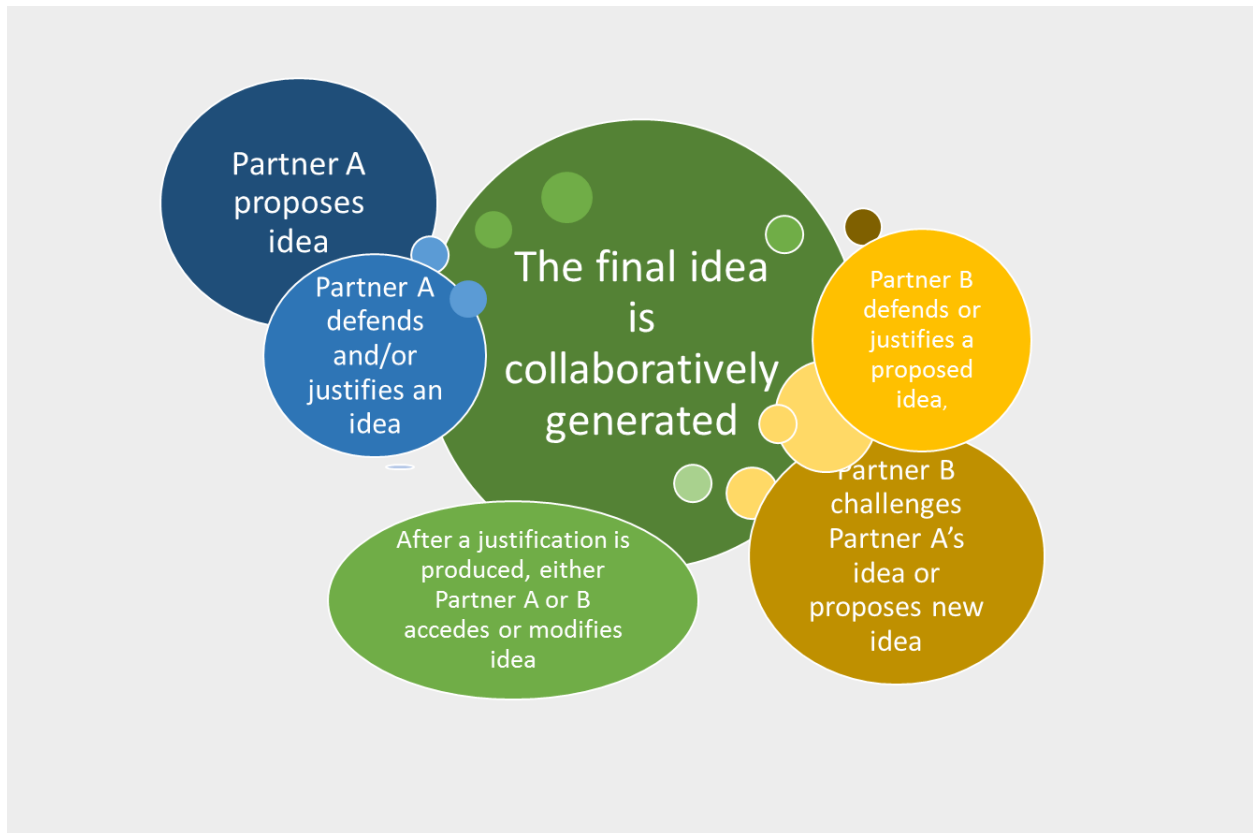 Partner A
proposes
idea
Partner A
defends
and/or
justifies an
idea
The final idea
is
collaboratively
generated
Partner B
defends or
justifies a
proposed
idea,
Partner B
challenges
Partner A’s
idea or
proposes new
idea
After a justification is
produced, either
Partner A or B
accedes or modifies
idea